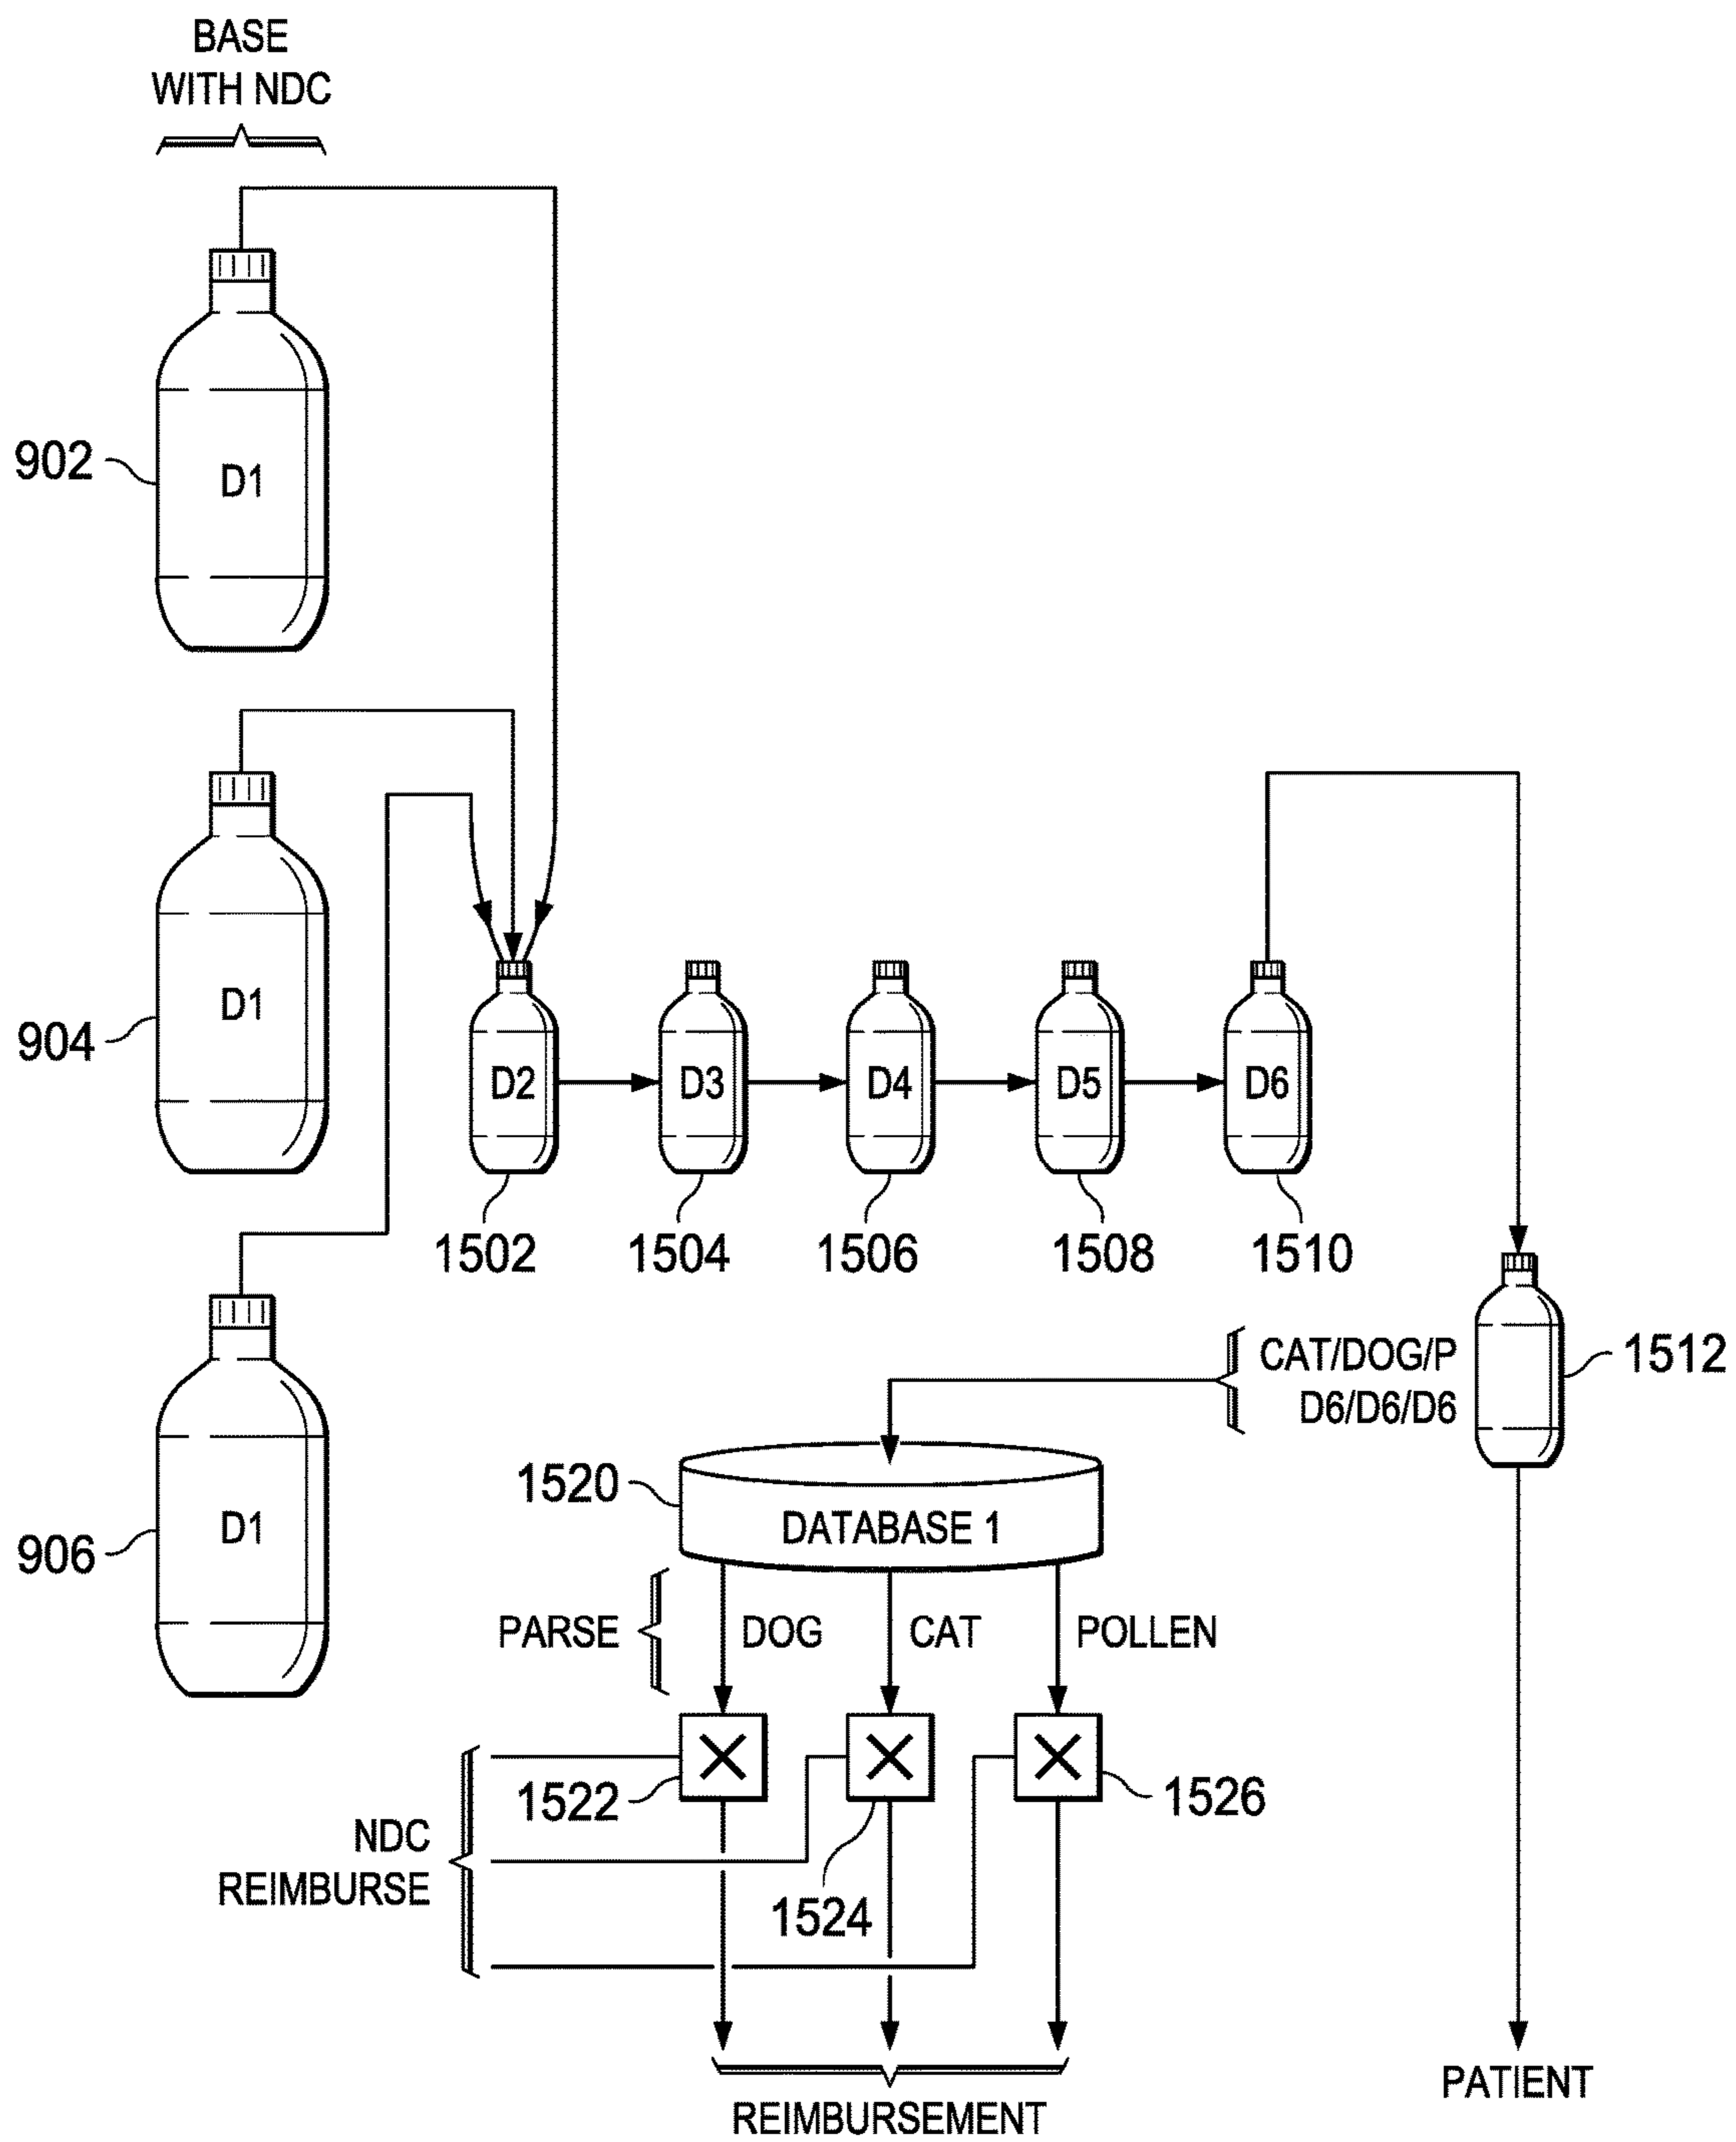 BASE
WITH NDC
902
D1
904
D1
D2
D3
D4
D5
D6
1502
1504
1506
1508
1510
906
D1
CAT/DOG/P
D6/D6/D6
1512
1520
DATABASE 1
PARSE
DOG
CAT
POLLEN
1522
1526
NDC
REIMBURSE
1524
PATIENT
REIMBURSEMENT